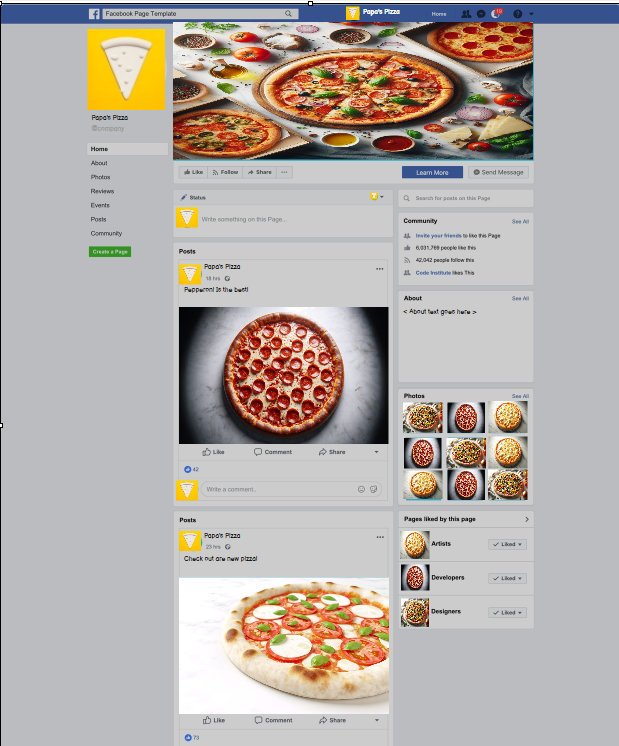 Facebook Page Template
Papa's Pizza
Home
18
Papa's Pizza
@company
Home
About
Photos
Reviews
Events
Posts
Community
Create a Page
Like
Follow
Share
Learn More
Send Message
Status
Write something on this Page...
Posts
Papa's Pizza
18 hrs
Pepperoni is the best!
Like
Comment
Share
42
Write a comment..
Posts
Papa's Pizza
23 hrs
Check out are new pizza!
Like
Comment
Share
73
Search for posts on this Page
Community
See All
Invite your friends to like this Page
6,031,769 people like this
42,042 people follow this
Code Institute likes This
About
See All
< About text goes here >
Photos
See All
Pages liked by this page
Artists
Liked
Developers
Liked
Designers
Liked